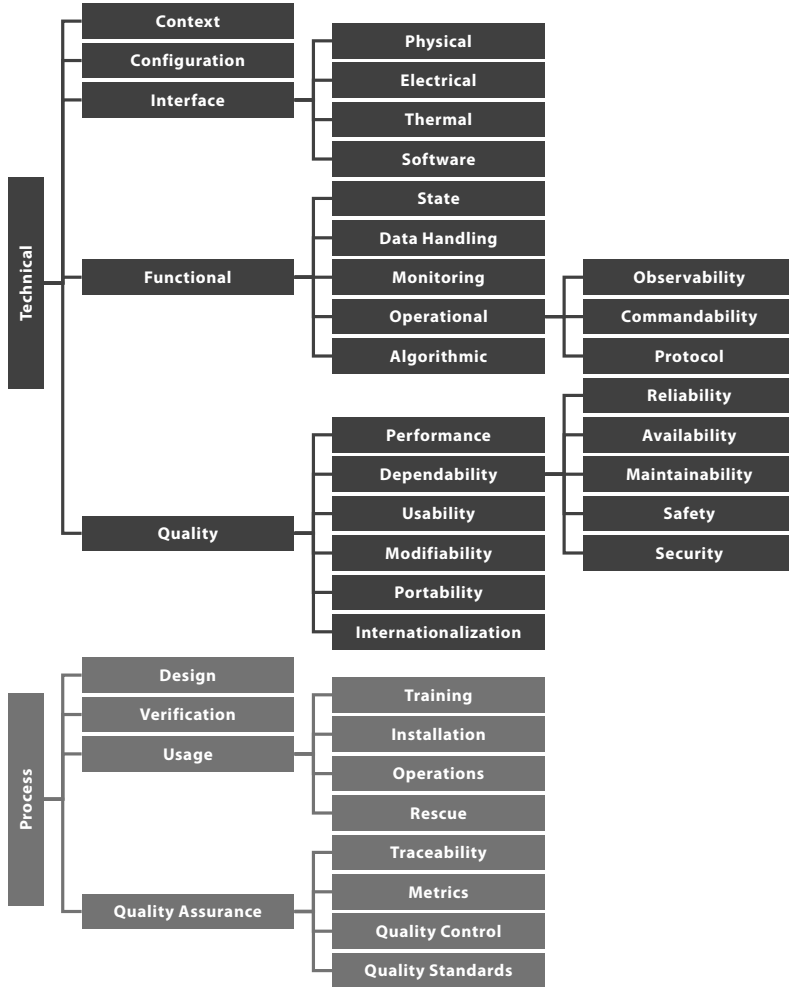 Technical
Context
Configuration
Interface
Physical
Electrical
Thermal
Software
Functional
State
Data Handling
Monitoring
Operational
Algorithmic
Observability
Commandability
Protocol
Quality
Performance
Dependability
Usability
Modifiability
Portability
Internationalization
Reliability
Availability
Maintainability
Safety
Security
Process
Design
Verification
Usage
Training
Installation
Operations
Rescue
Quality Assurance
Traceability
Metrics
Quality Control
Quality Standards